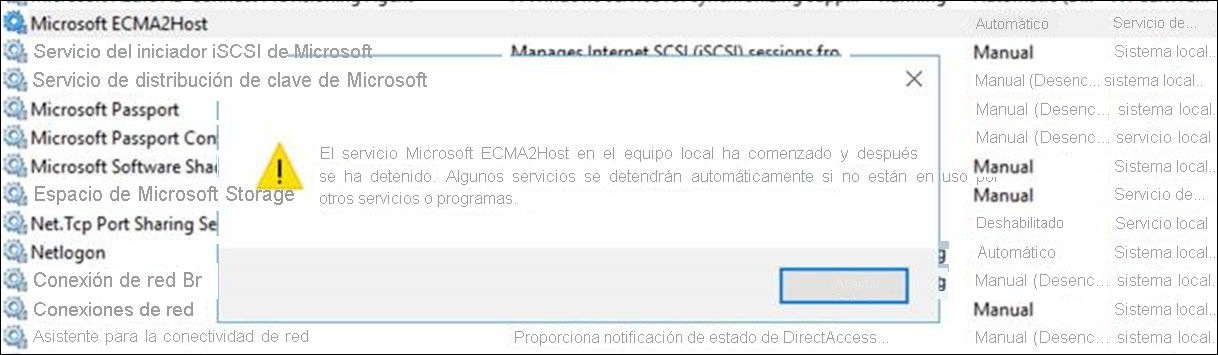 Microsoft ECMA2Host Automático Servicio de...
Servicio del iniciador iSCSI de Microsoft Manages Internet SCSI (iSCSI) sessions fro Manual Sistema local
Servicio de distribución de clave de Microsoft Manual (Desenc... sistema local..
Microsoft Passport Manual (Desenc... sistema local.
Microsoft Passport Con Manual (Desenc... servicio local
Microsoft Software Sha Manual Sistema local...
Espacio de Microsoft Storage Manual Servicio de...
Net.Tcp Port Sharing Se Deshabilitado Servicio local
Netlogon Automático Sistema local...
Conexión de red Br Manual (Desenc... sistema local...
Conexiones de red Manual Sistema local...
Asistente para la conectividad de red Proporciona notificación de estado de DirectAccess... Manual (Desenc... sistema local...
El servicio Microsoft ECMA2Host en el equipo local ha comenzado y después
se ha detenido. Algunos servicios se detendrán automáticamente si no están en uso por
otros servicios o programas.
Aceptar